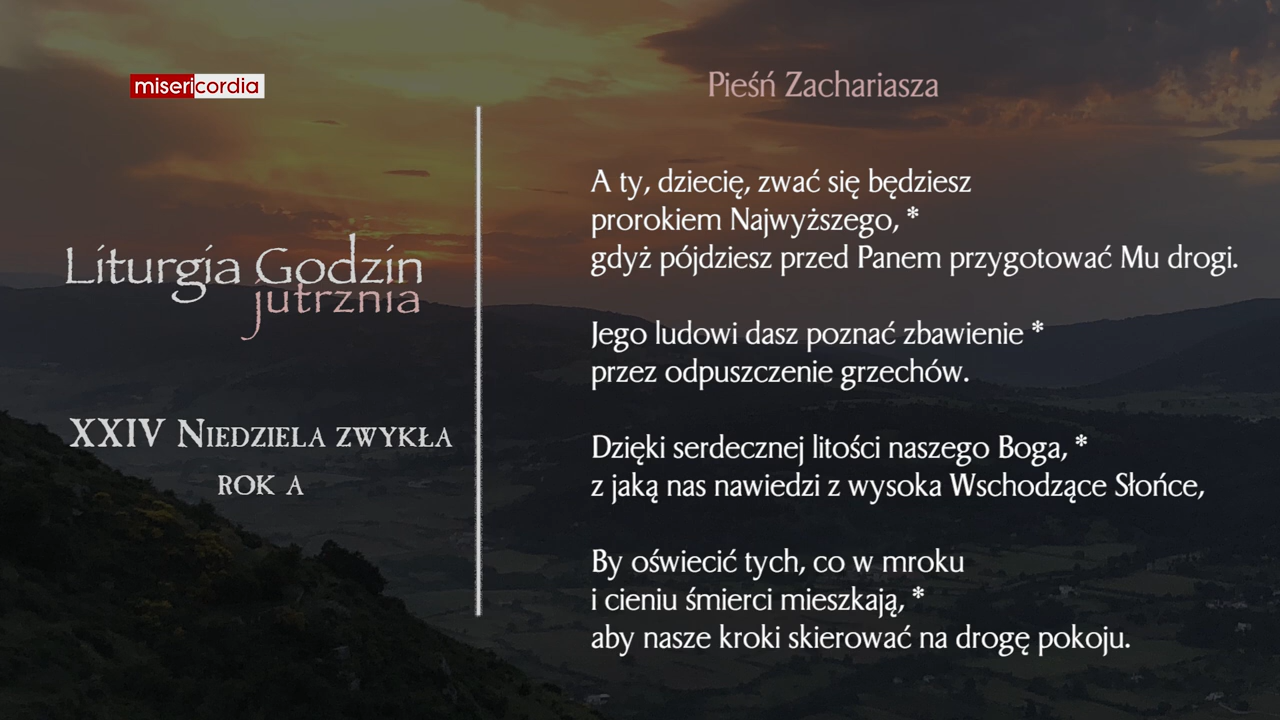 misericordia
Liturgia Godzin
jutrznia
XXIV Niedziela zwykła
rok A
Pieśń Zachariasza
A ty, dziecię, zwać się będziesz
prorokiem Najwyższego, *
gdyż pójdziesz przed Panem przygotować Mu drogi.
Jego ludowi dasz poznać zbawienie *
przez odpuszczenie grzechów.
Dzięki serdecznej litości naszego Boga, *
z jaką nas nawiedzi z wysoka Wschodzące Słońce,
By oświecić tych, co w mroku
i cieniu śmierci mieszkają, *
aby nasze kroki skierować na drogę pokoju.